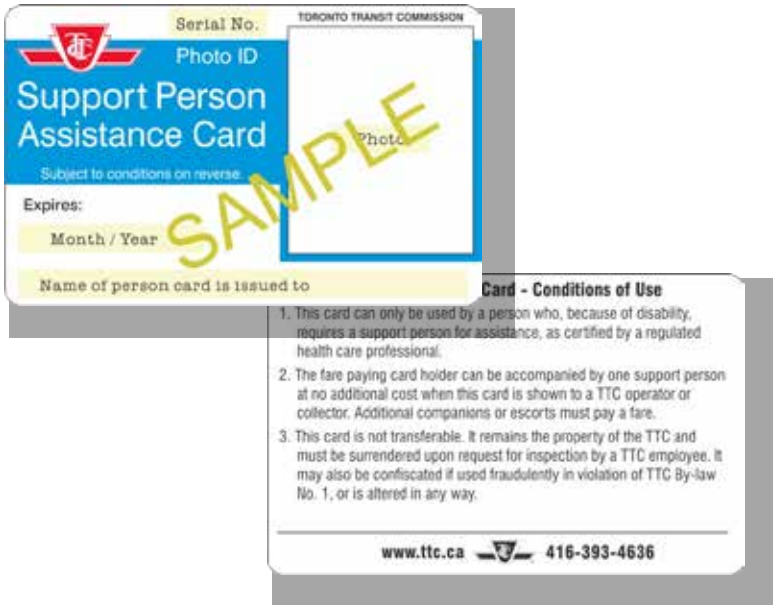 Serial No.
TORONTO TRANSIT COMMISSION
TTC
Photo ID
Support Person
Assistance Card
Photo
Subject to conditions on reverse.
SAMPLE
Expires:
Month / Year
Name of person card is issued to
Card - Conditions of Use
1. This card can only be used by a person who, because of disability,
requires a support person for assistance, as certified by a regulated
health care professional.
2. The fare paying card holder can be accompanied by one support person
at no additional cost when this card is shown to a TTC operator or
collector. Additional companions or escorts must pay a fare.
3. This card is not transferable. It remains the property of the TTC and
must be surrendered upon request for inspection by a TTC employee. It
may also be confiscated if used fraudulently in violation of TTC By-law
No. 1, or is altered in any way.
www.ttc.ca 416-393-4636